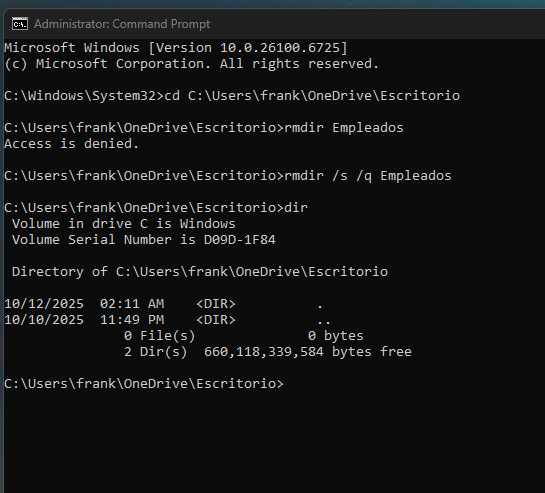 Administrator: Command Prompt
Microsoft Windows [Version 10.0.26100.6725]
(c) Microsoft Corporation. All rights reserved.
C:\Windows\System32>cd C:\Users\frank\OneDrive\Escritorio
C:\Users\frank\OneDrive\Escritorio>rmdir Empleados
Access is denied.
C:\Users\frank\OneDrive\Escritorio>rmdir /s /q Empleados
C:\Users\frank\OneDrive\Escritorio>dir
 Volume in drive C is Windows
 Volume Serial Number is D09D-1F84
 Directory of C:\Users\frank\OneDrive\Escritorio
10/12/2025  02:11 AM    <DIR>          .
10/10/2025  11:49 PM    <DIR>          ..
               0 File(s)              0 bytes
               2 Dir(s)  660,118,339,584 bytes free
C:\Users\frank\OneDrive\Escritorio>